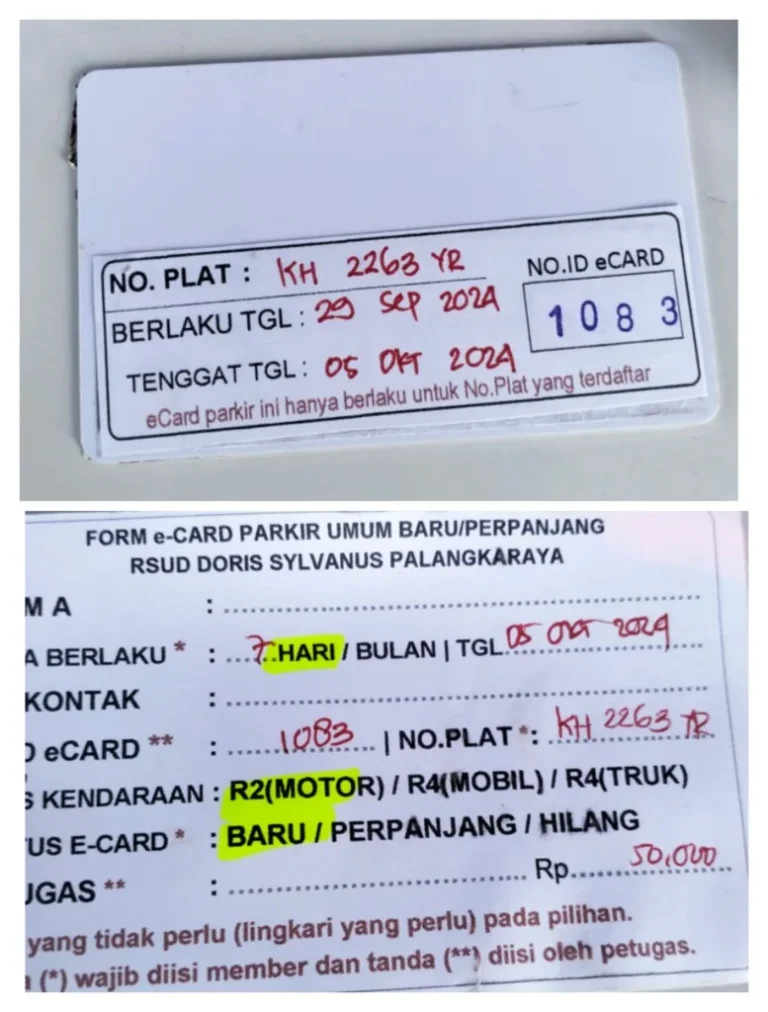 NO. PLAT : KH 2263 YR
NO.ID eCARD
BERLAKU TGL : 29 SEP 2024
1083
TENGGAT TGL : 05 OKT 2024
eCard parkir ini hanya berlaku untuk No.Plat yang terdaftar
FORM e-CARD PARKIR UMUM BARU/PERPANJANG
RSUD DORIS SYLVANUS PALANGKARAYA
M A : ........................................
A BERLAKU * : ....7..HARI / BULAN | TGL 05 OKT 2024
KONTAK : ........................................
D eCARD ** : .......1083... | NO.PLAT *: KH 2263 YR
S KENDARAAN : R2(MOTOR) / R4(MOBIL) / R4(TRUK)
TUS E-CARD * : BARU / PERPANJANG / HILANG
UGAS ** : ........................................ Rp...50,000
yang tidak perlu (lingkari yang perlu) pada pilihan.
a (*) wajib diisi member dan tanda (**) diisi oleh petugas.